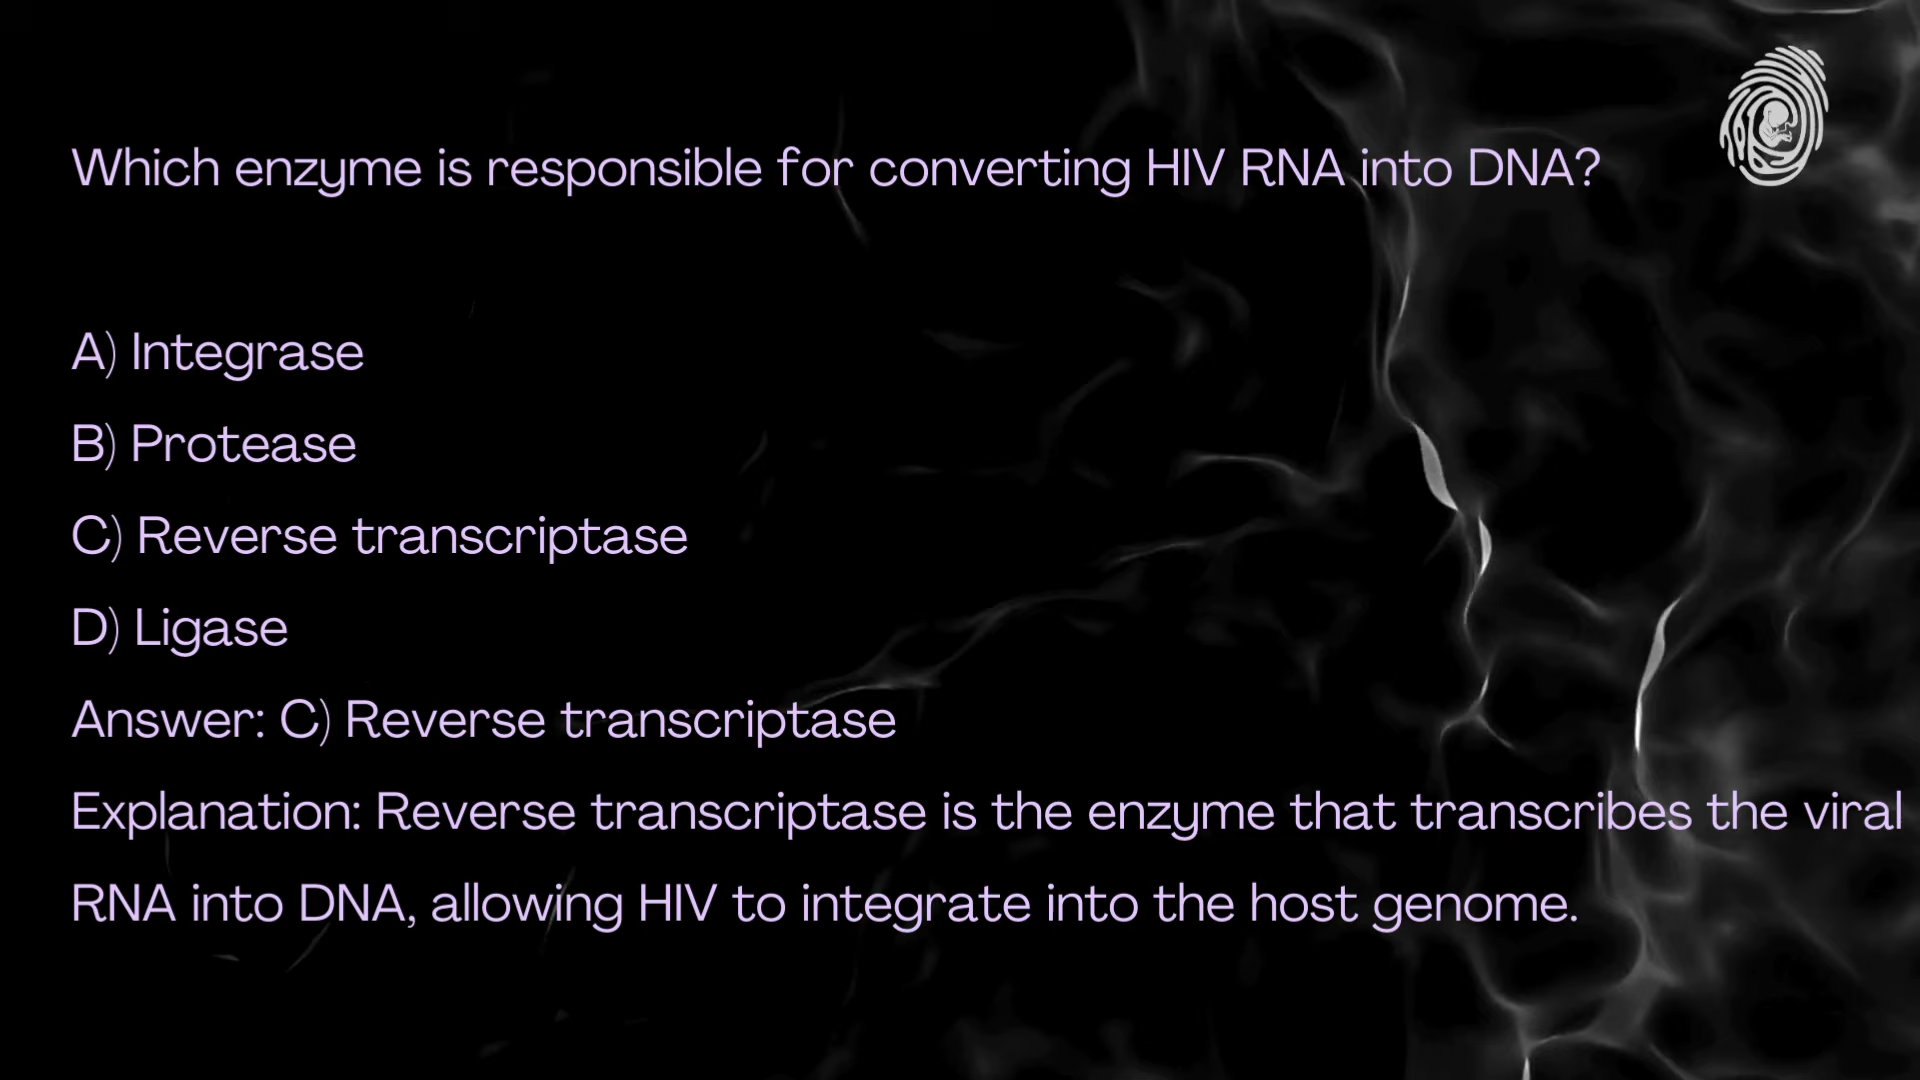 Which enzyme is responsible for converting HIV RNA into DNA?
A) Integrase
B) Protease
C) Reverse transcriptase
D) Ligase
Answer: C) Reverse transcriptase
Explanation: Reverse transcriptase is the enzyme that transcribes the viral
RNA into DNA, allowing HIV to integrate into the host genome.